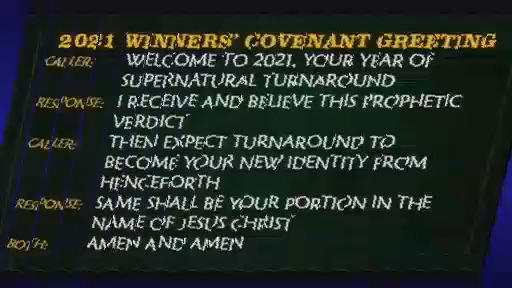 2021 WINNERS' COVENANT GREETING
CALLER: WELCOME TO 2021, YOUR YEAR OF
SUPERNATURAL TURNAROUND
RESPONSE: I RECEIVE AND BELIEVE THIS PROPHETIC
VERDICT
CALLER: THEN EXPECT TURNAROUND TO
BECOME YOUR NEW IDENTITY FROM
HENCEFORTH
RESPONSE: SAME SHALL BE YOUR PORTION IN THE
NAME OF JESUS CHRIST
BOTH: AMEN AND AMEN